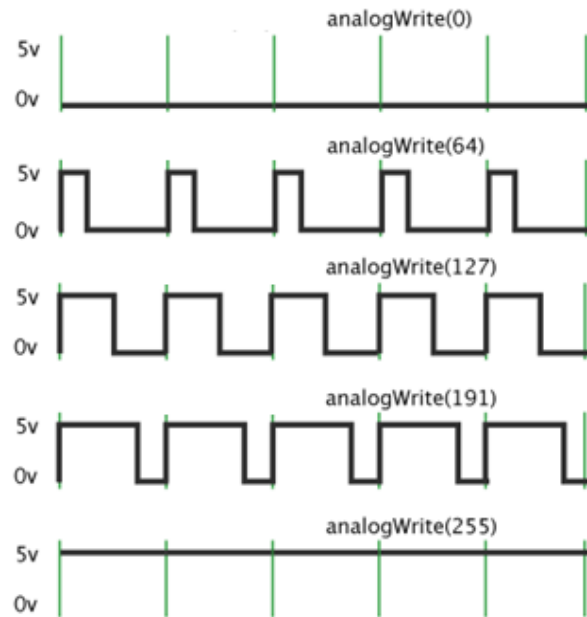 analogWrite(0)
5v
0v
analogWrite(64)
5v
0v
analogWrite(127)
5v
0v
analogWrite(191)
5v
0v
analogWrite(255)
5v
0v